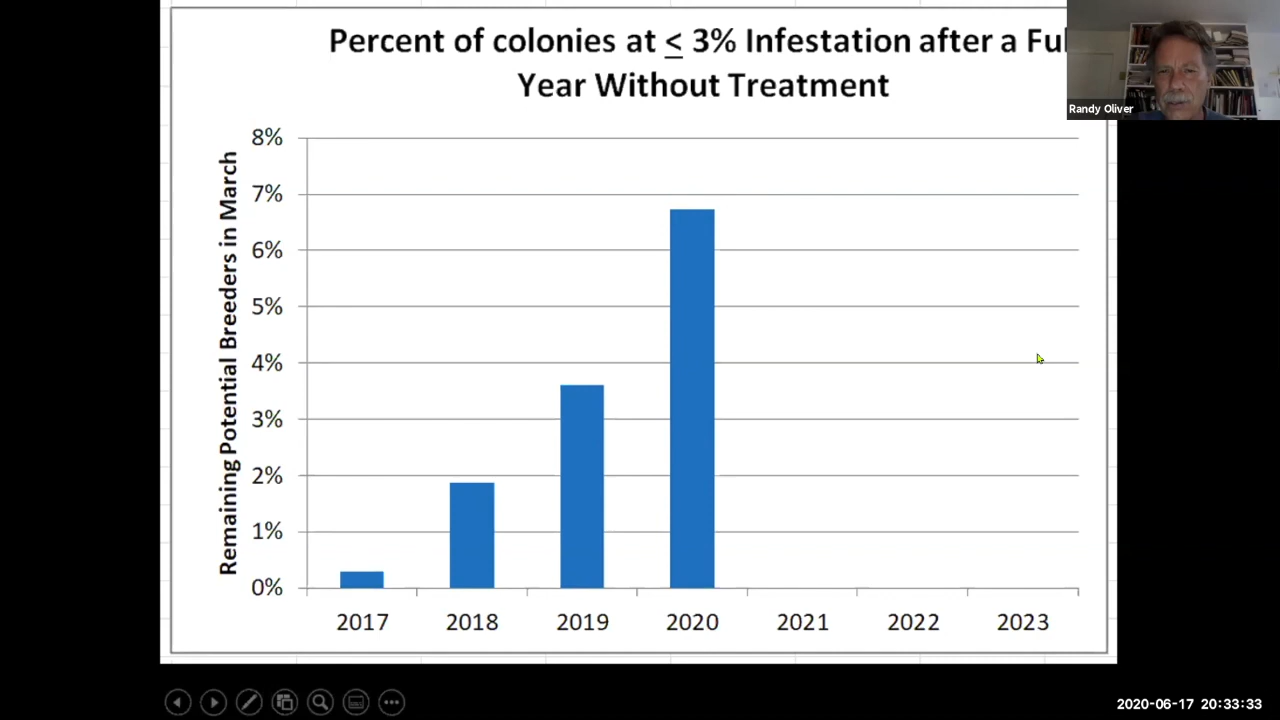 Percent of colonies at ≤ 3% Infestation after a Ful
Year Without Treatment
Randy Oliver
Remaining Potential Breeders in March
8%
7%
6%
5%
4%
3%
2%
1%
0%
2017 2018 2019 2020 2021 2022 2023
2020-06-17 20:33:33